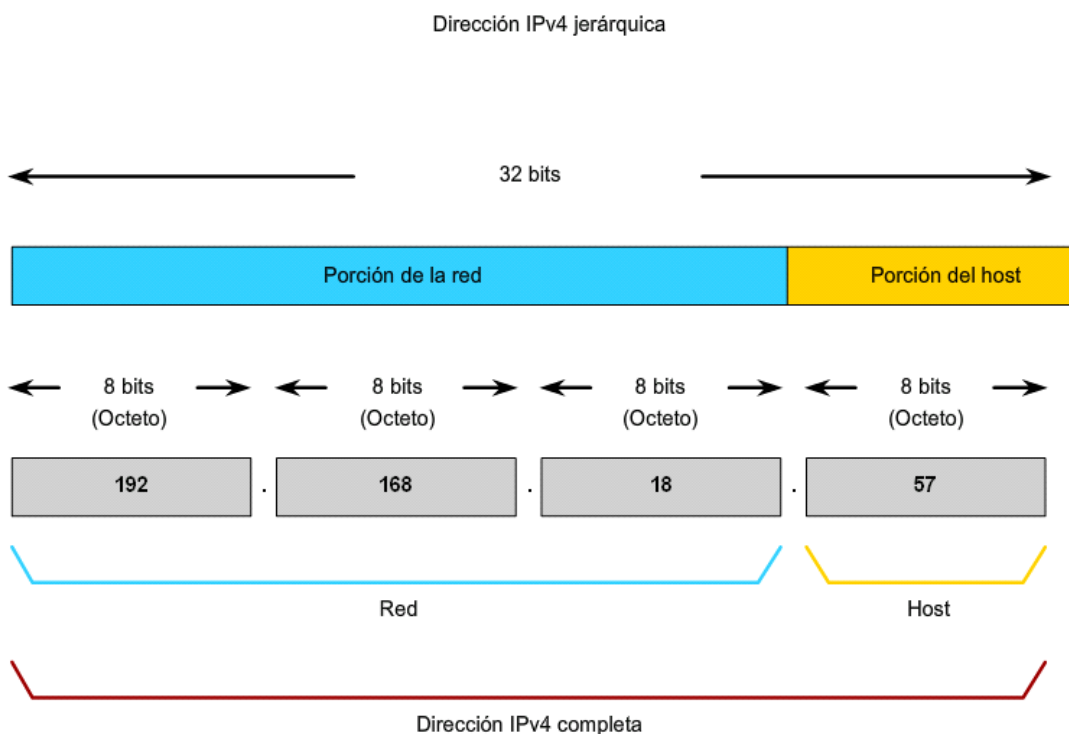 Dirección IPv4 jerárquica
32 bits
Porción de la red Porción del host
8 bits 8 bits 8 bits 8 bits
(Octeto) (Octeto) (Octeto) (Octeto)
192 . 168 . 18 . 57
Red Host
Dirección IPv4 completa